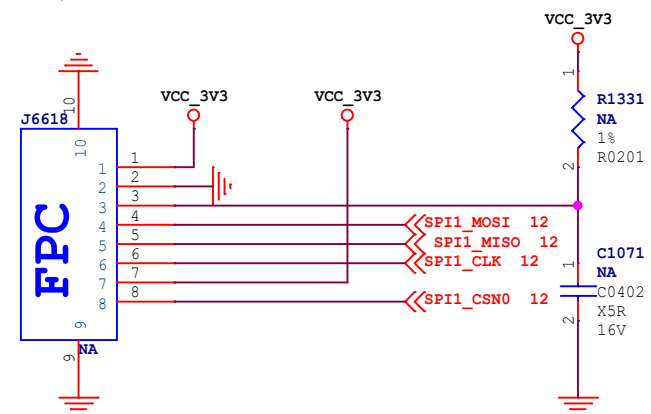 VCC_3V3
VCC_3V3
VCC_3V3
1
R1331
NA
1%
R0201
2
J6618
10
10
FPC
1 1
2 2
3 3
4 4
5 5
6 6
7 7
8 8
9
9
NA
SPI1_MOSI 12
SPI1_MISO 12
SPI1_CLK 12
SPI1_CSN0 12
1
C1071
NA
C0402
X5R
16V
2